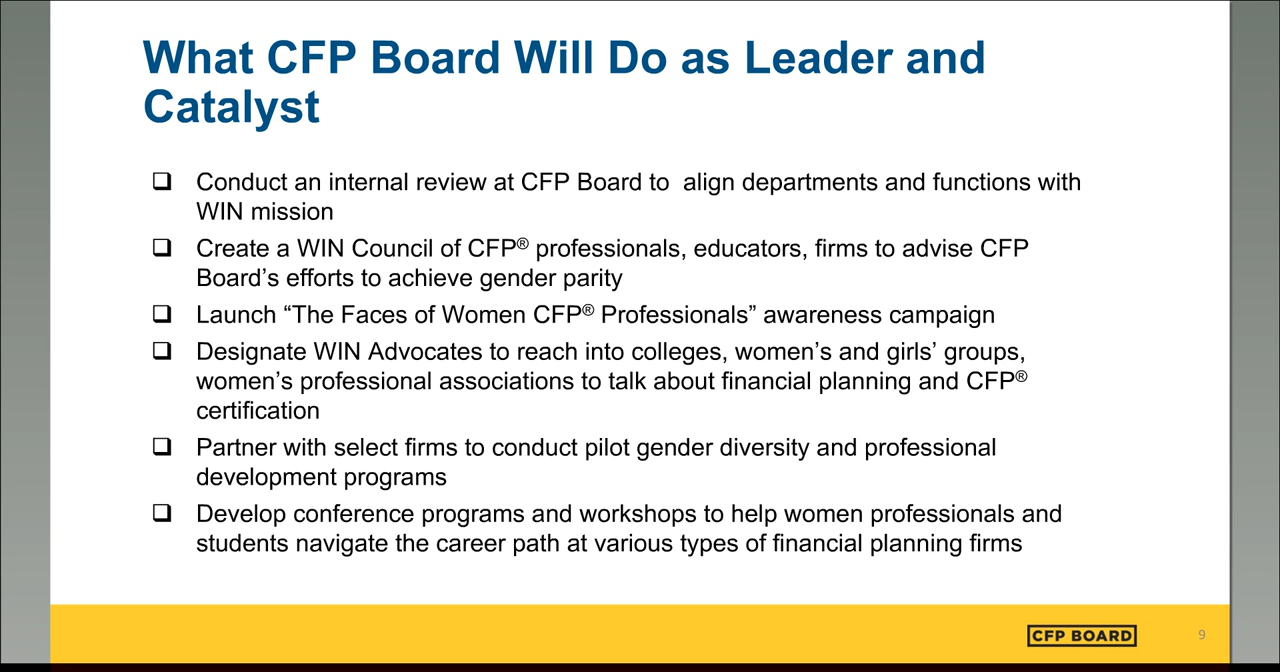 What CFP Board Will Do as Leader and
Catalyst
❑ Conduct an internal review at CFP Board to  align departments and functions with
WIN mission
❑ Create a WIN Council of CFP® professionals, educators, firms to advise CFP
Board’s efforts to achieve gender parity
❑ Launch “The Faces of Women CFP® Professionals” awareness campaign
❑ Designate WIN Advocates to reach into colleges, women’s and girls’ groups,
women’s professional associations to talk about financial planning and CFP®
certification
❑ Partner with select firms to conduct pilot gender diversity and professional
development programs
❑ Develop conference programs and workshops to help women professionals and
students navigate the career path at various types of financial planning firms
CFP BOARD
9